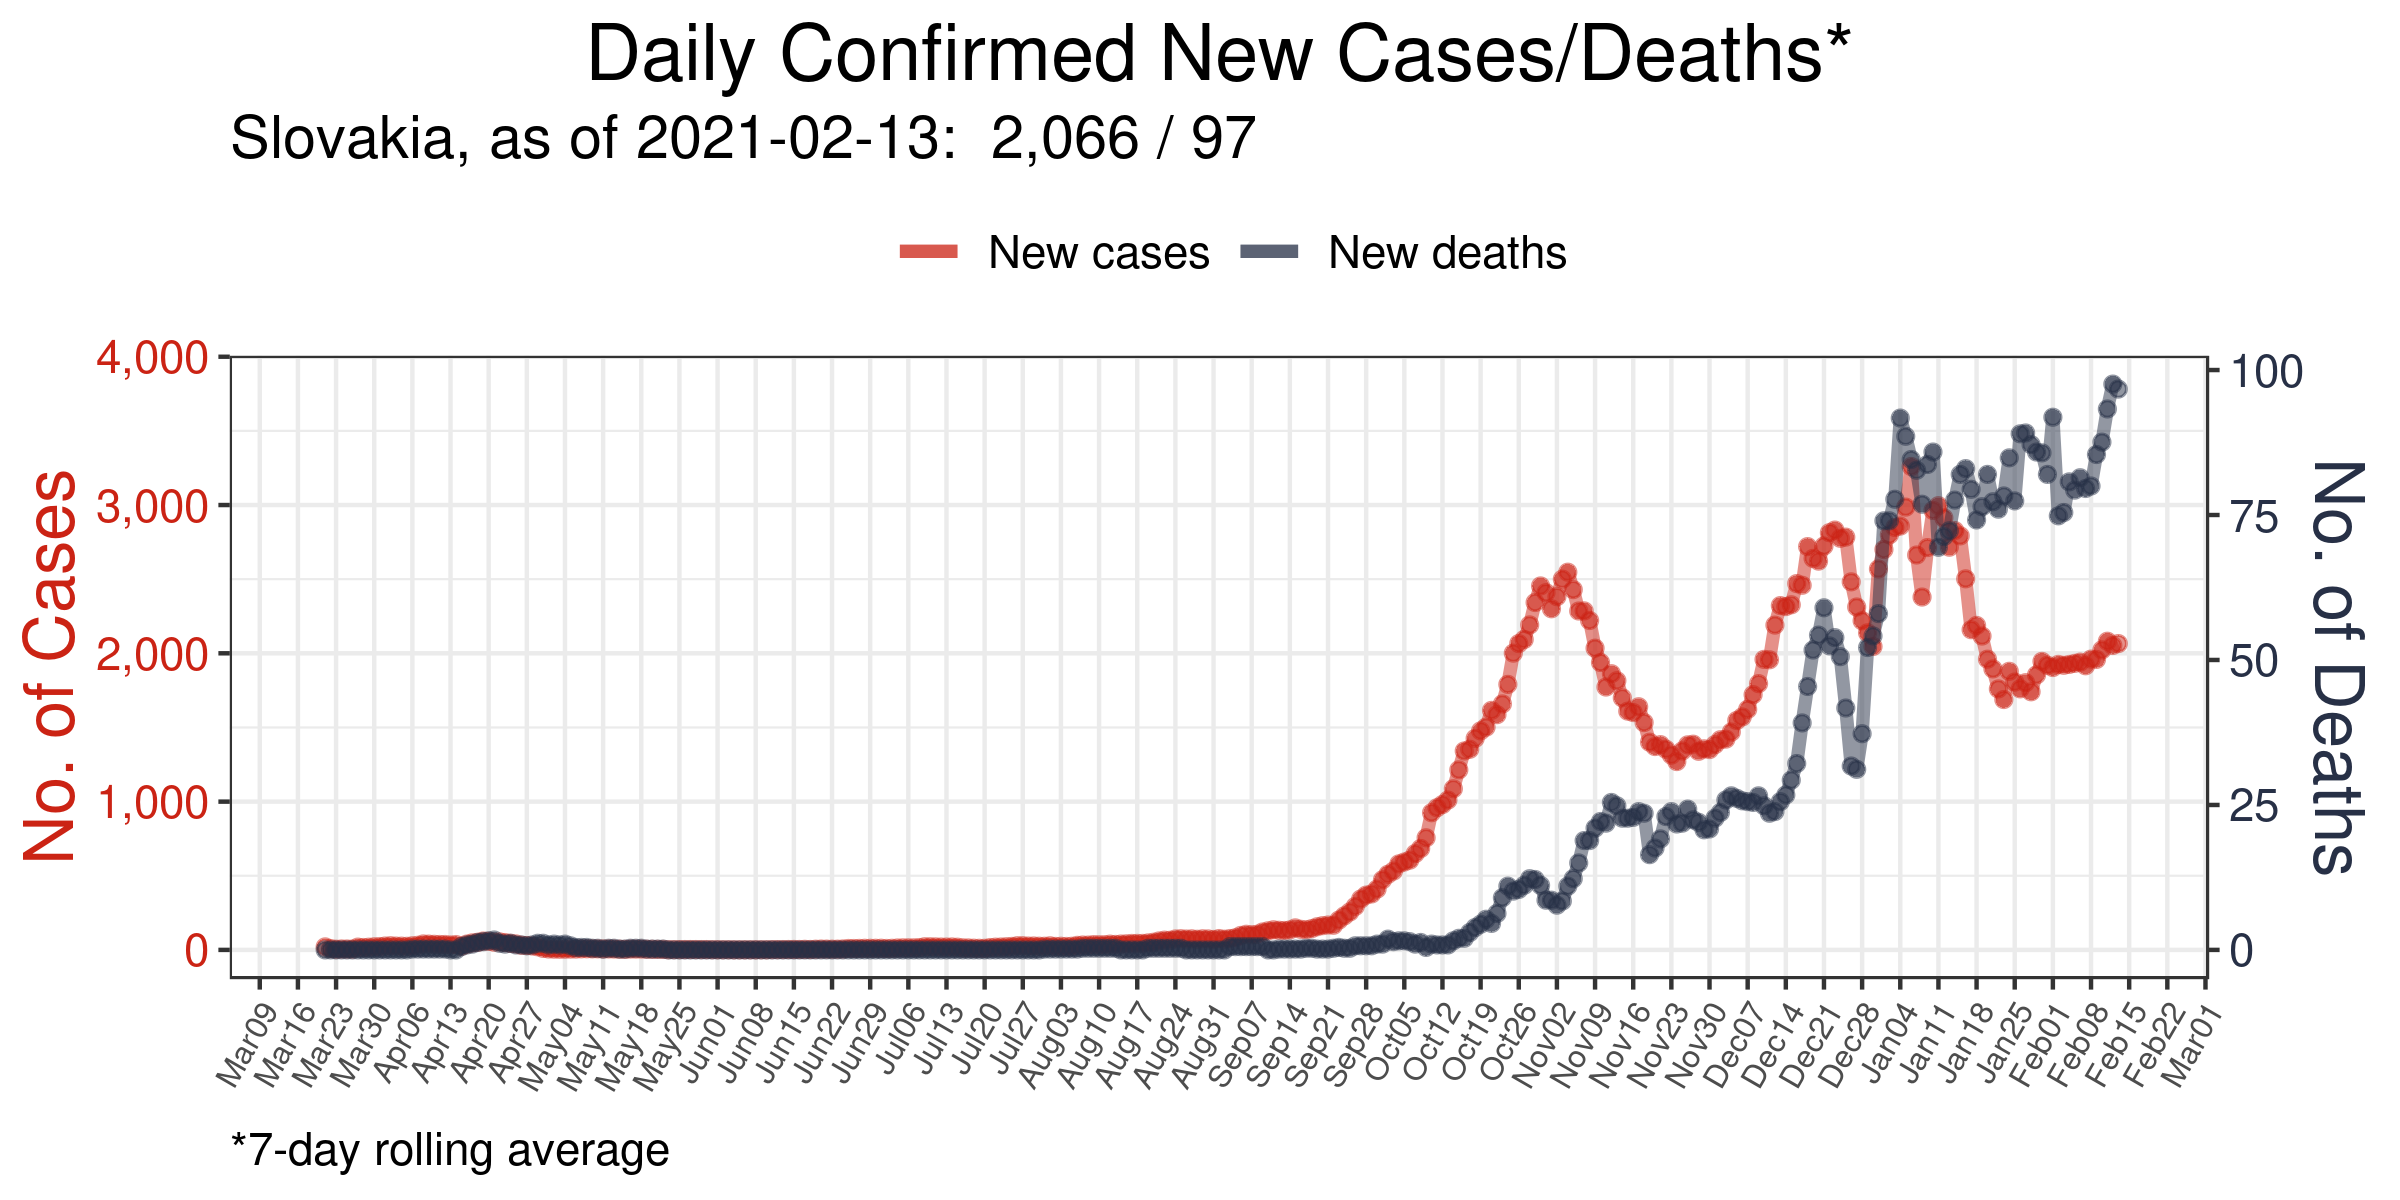 Daily Confirmed New Cases/Deaths*
Slovakia, as of 2021-02-13:  2,066 / 97
New cases
New deaths
No. of Cases
4,000
3,000
2,000
1,000
0
100
75
50
25
0
No. of Deaths
Mar09
Mar16
Mar23
Mar30
Apr06
Apr13
Apr20
Apr27
May04
May11
May18
May25
Jun01
Jun08
Jun15
Jun22
Jun29
Jul06
Jul13
Jul20
Jul27
Aug03
Aug10
Aug17
Aug24
Aug31
Sep07
Sep14
Sep21
Sep28
Oct05
Oct12
Oct19
Oct26
Nov02
Nov09
Nov16
Nov23
Nov30
Dec07
Dec14
Dec21
Dec28
Jan04
Jan11
Jan18
Jan25
Feb01
Feb08
Feb15
Feb22
Mar01
*7-day rolling average